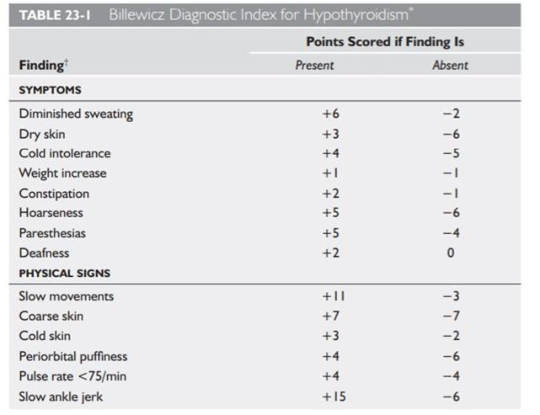 TABLE 23-1 Billewicz Diagnostic Index for Hypothyroidism*
Points Scored if Finding Is
Finding† Present Absent
SYMPTOMS
Diminished sweating +6 −2
Dry skin +3 −6
Cold intolerance +4 −5
Weight increase +1 −1
Constipation +2 −1
Hoarseness +5 −6
Paresthesias +5 −4
Deafness +2 0
PHYSICAL SIGNS
Slow movements +11 −3
Coarse skin +7 −7
Cold skin +3 −2
Periorbital puffiness +4 −6
Pulse rate <75/min +4 −4
Slow ankle jerk +15 −6